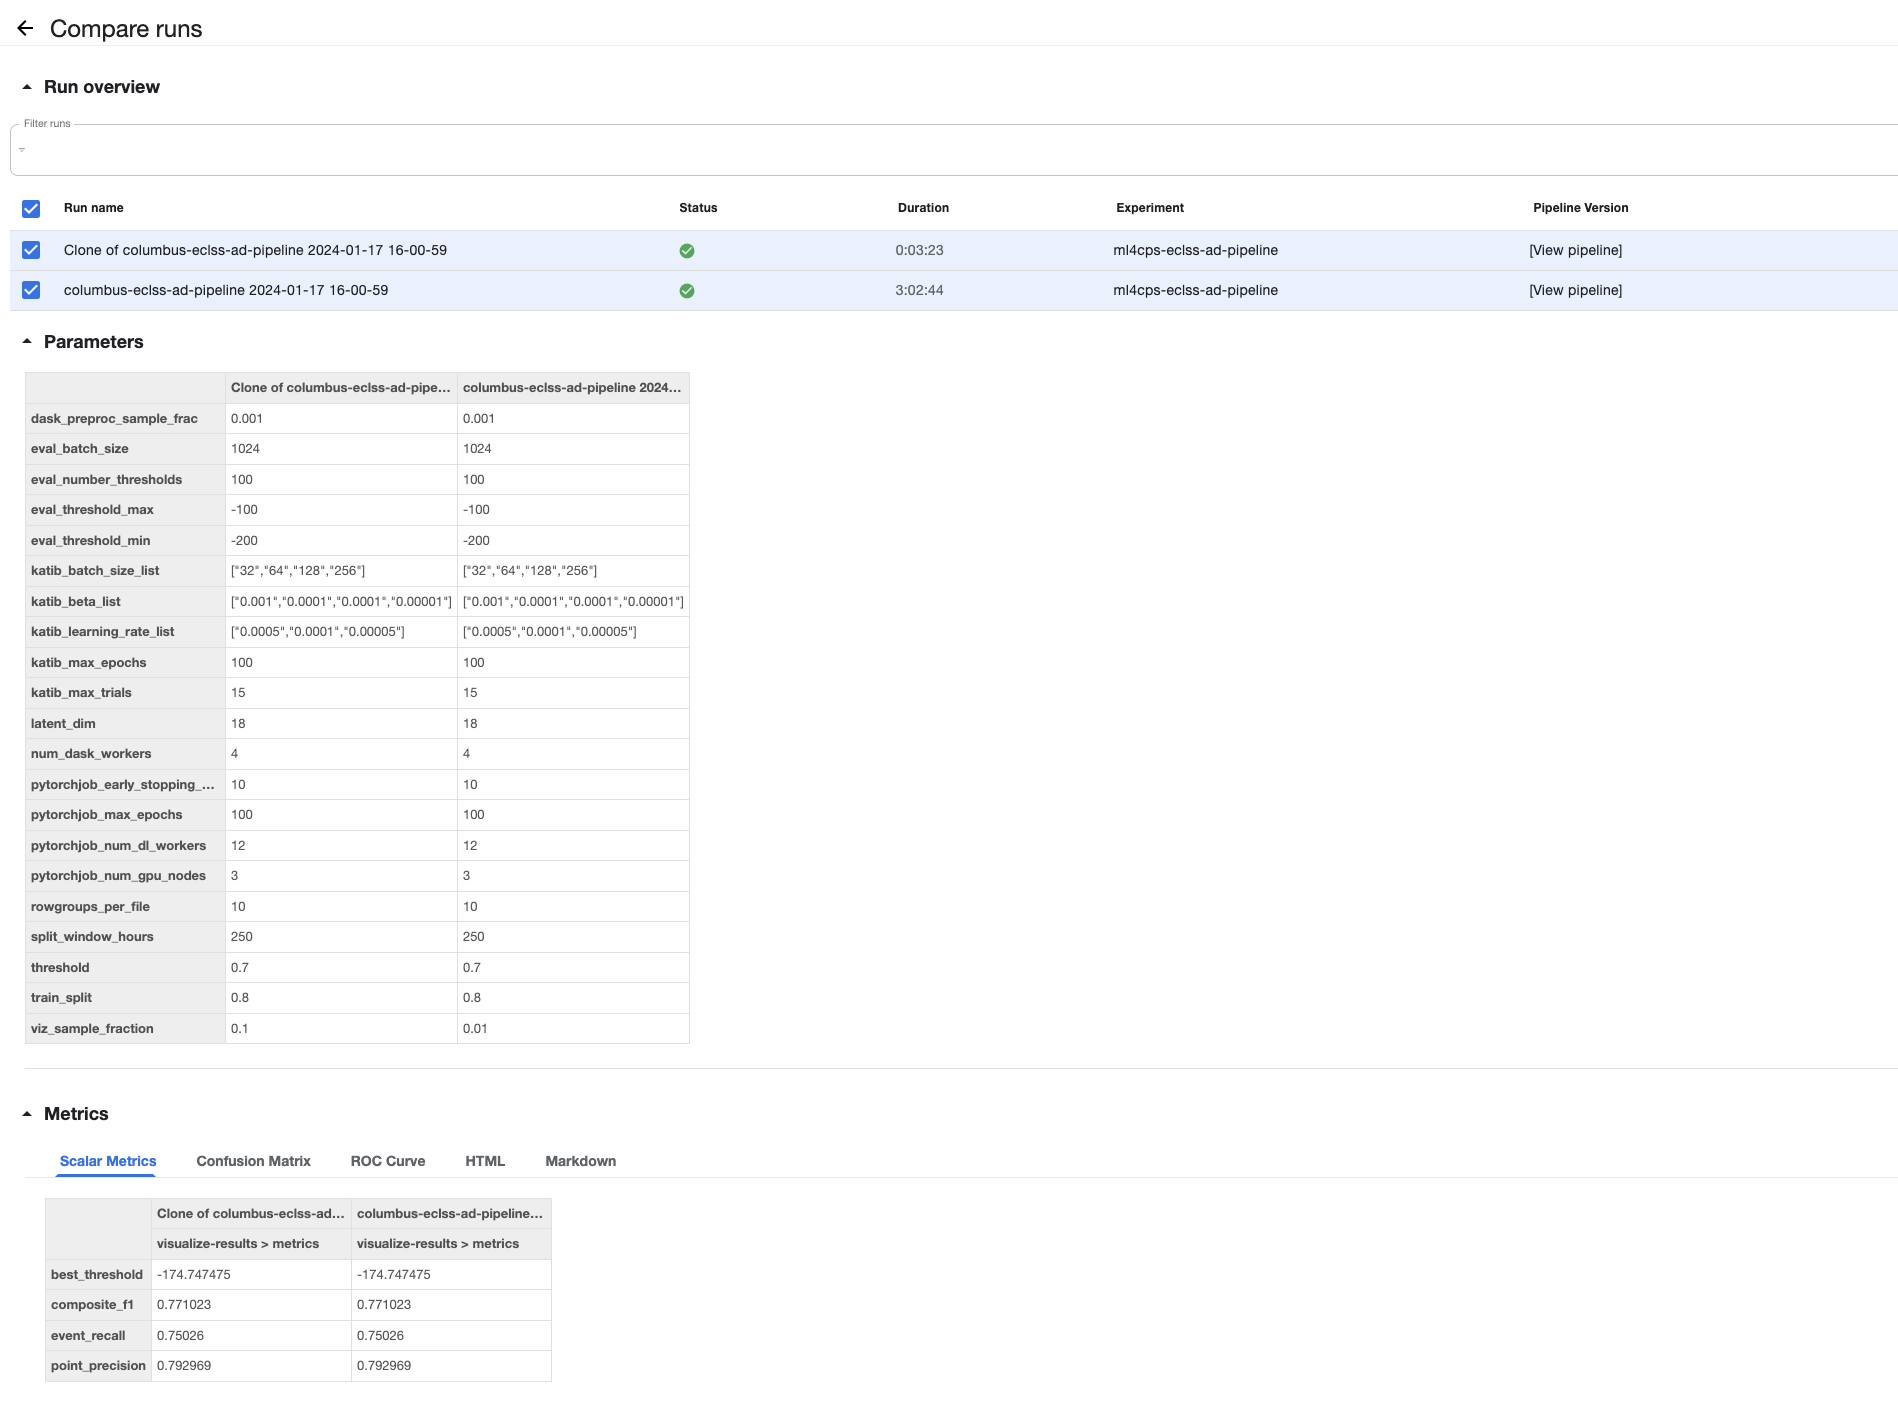 Compare runs
Run overview
Filter runs
Run name Status Duration Experiment Pipeline Version
Clone of columbus-eclss-ad-pipeline 2024-01-17 16-00-59 0:03:23 ml4cps-eclss-ad-pipeline [View pipeline]
columbus-eclss-ad-pipeline 2024-01-17 16-00-59 3:02:44 ml4cps-eclss-ad-pipeline [View pipeline]
Parameters
Clone of columbus-eclss-ad-pipe... columbus-eclss-ad-pipeline 2024...
dask_preproc_sample_frac 0.001 0.001
eval_batch_size 1024 1024
eval_number_thresholds 100 100
eval_threshold_max -100 -100
eval_threshold_min -200 -200
katib_batch_size_list ["32","64","128","256"] ["32","64","128","256"]
katib_beta_list ["0.001","0.0001","0.0001","0.00001"] ["0.001","0.0001","0.0001","0.00001"]
katib_learning_rate_list ["0.0005","0.0001","0.00005"] ["0.0005","0.0001","0.00005"]
katib_max_epochs 100 100
katib_max_trials 15 15
latent_dim 18 18
num_dask_workers 4 4
pytorchjob_early_stopping_... 10 10
pytorchjob_max_epochs 100 100
pytorchjob_num_dl_workers 12 12
pytorchjob_num_gpu_nodes 3 3
rowgroups_per_file 10 10
split_window_hours 250 250
threshold 0.7 0.7
train_split 0.8 0.8
viz_sample_fraction 0.1 0.01
Metrics
Scalar Metrics Confusion Matrix ROC Curve HTML Markdown
Clone of columbus-eclss-ad... columbus-eclss-ad-pipeline...
visualize-results > metrics visualize-results > metrics
best_threshold -174.747475 -174.747475
composite_f1 0.771023 0.771023
event_recall 0.75026 0.75026
point_precision 0.792969 0.792969